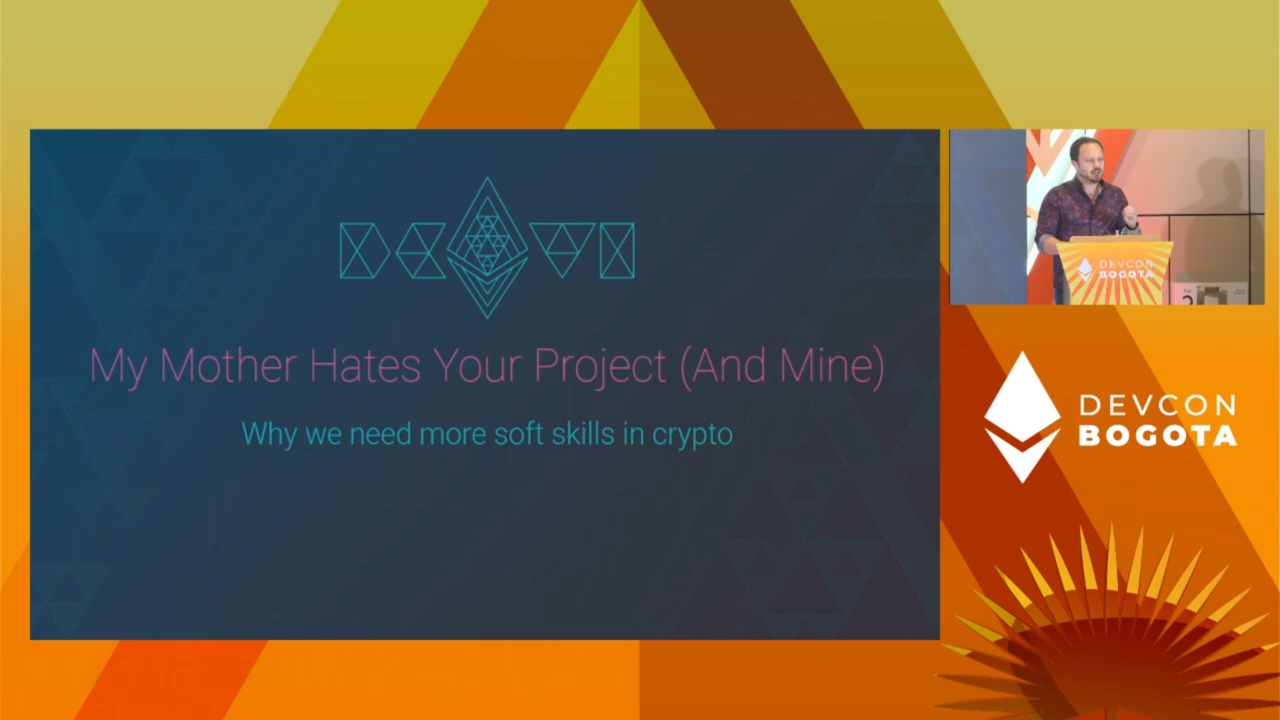 DEVVI
My Mother Hates Your Project (And Mine)
Why we need more soft skills in crypto
DEVCON
BOGOTA
DEVCON
BOGOTA